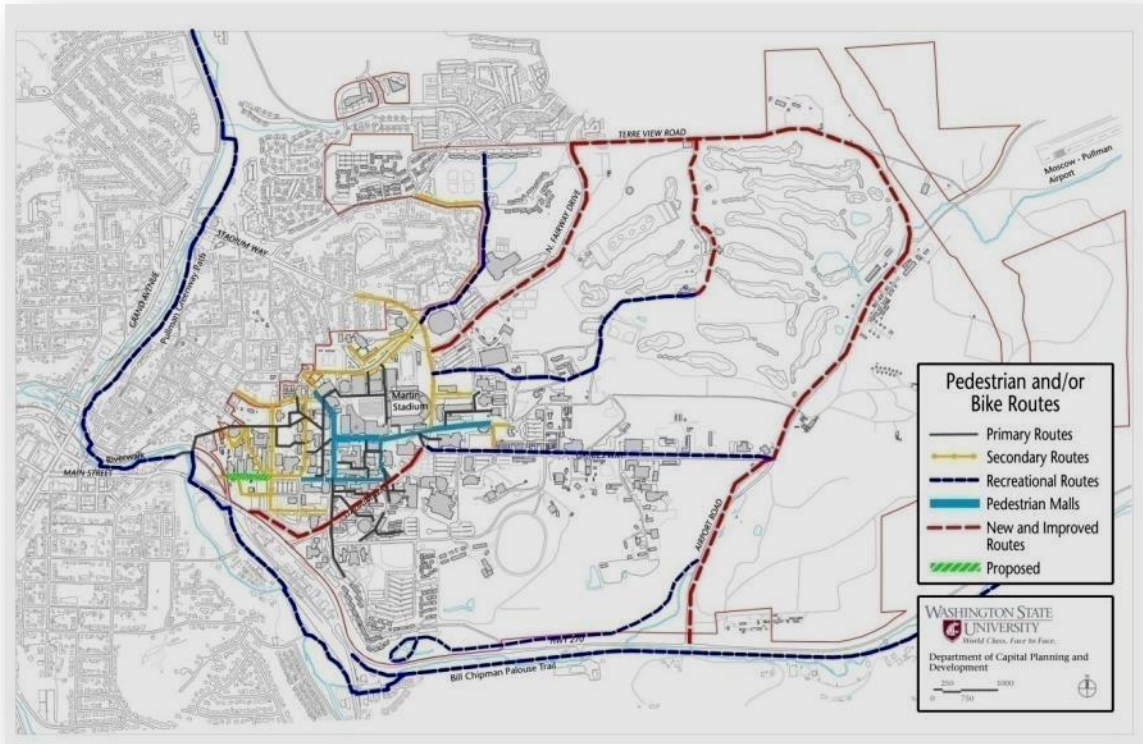 TERRE VIEW ROAD
Moscow - Pullman
Airport
N. FAIRWAY DRIVE
STADIUM WAY
GRAND AVENUE
Pullman Greenway Path
Martin
Stadium
Riverwalk
MAIN STREET
AIRPORT ROAD
HWY 270
Bill Chipman Palouse Trail
Pedestrian and/or
Bike Routes
Primary Routes
Secondary Routes
Recreational Routes
Pedestrian Malls
New and Improved
Routes
Proposed
WASHINGTON STATE
UNIVERSITY
World Class. Face to Face.
Department of Capital Planning and
Development
250 1000
0 750
N